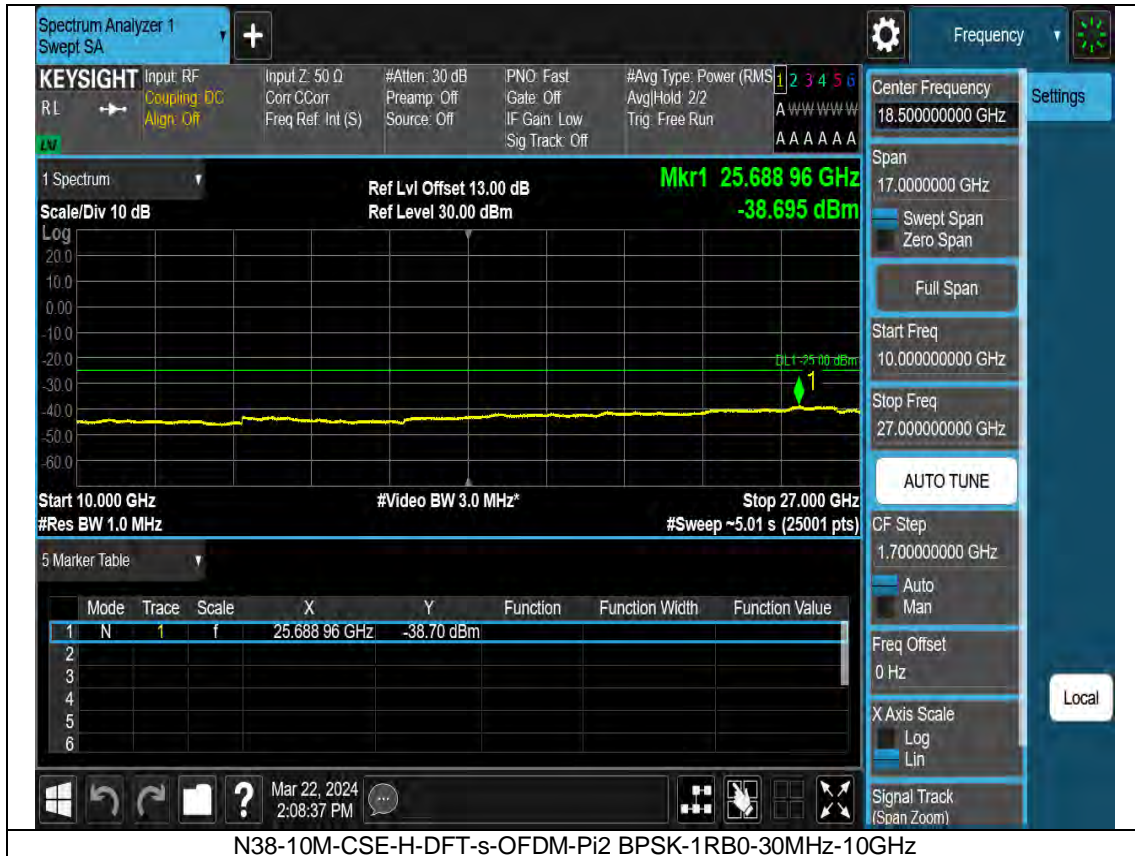 Spectrum Analyzer 1
Swept SA
Frequency
KEYSIGHT
Input: RF
Coupling: DC
Align: Off
Input Z: 50 Ω
Corr CCorr
Freq Ref: Int (S)
#Atten: 30 dB
Preamp: Off
Source: Off
PNO: Fast
Gate: Off
IF Gain: Low
Sig Track: Off
#Avg Type: Power (RMS
Avg|Hold: 2/2
Trig: Free Run
1 2 3 4 5 6
A W W W W W
A A A A A A
RL
1 Spectrum
Scale/Div 10 dB
Log
Ref Lvl Offset 13.00 dB
Ref Level 30.00 dBm
Mkr1 25.688 96 GHz
-38.695 dBm
20.0
10.0
0.00
-10.0
-20.0
-30.0
-40.0
-50.0
-60.0
DL1 -25.00 dBm
1
Start 10.000 GHz
#Res BW 1.0 MHz
#Video BW 3.0 MHz*
Stop 27.000 GHz
#Sweep ~5.01 s (25001 pts)
5 Marker Table
Mode Trace Scale X Y Function Function Width Function Value
1 N 1 f 25.688 96 GHz -38.70 dBm
2
3
4
5
6
Mar 22, 2024
2:08:37 PM
Center Frequency
18.500000000 GHz
Settings
Span
17.0000000 GHz
Swept Span
Zero Span
Full Span
Start Freq
10.000000000 GHz
Stop Freq
27.000000000 GHz
AUTO TUNE
CF Step
1.700000000 GHz
Auto
Man
Freq Offset
0 Hz
Local
X Axis Scale
Log
Lin
Signal Track
(Span Zoom)
N38-10M-CSE-H-DFT-s-OFDM-Pi2 BPSK-1RB0-30MHz-10GHz